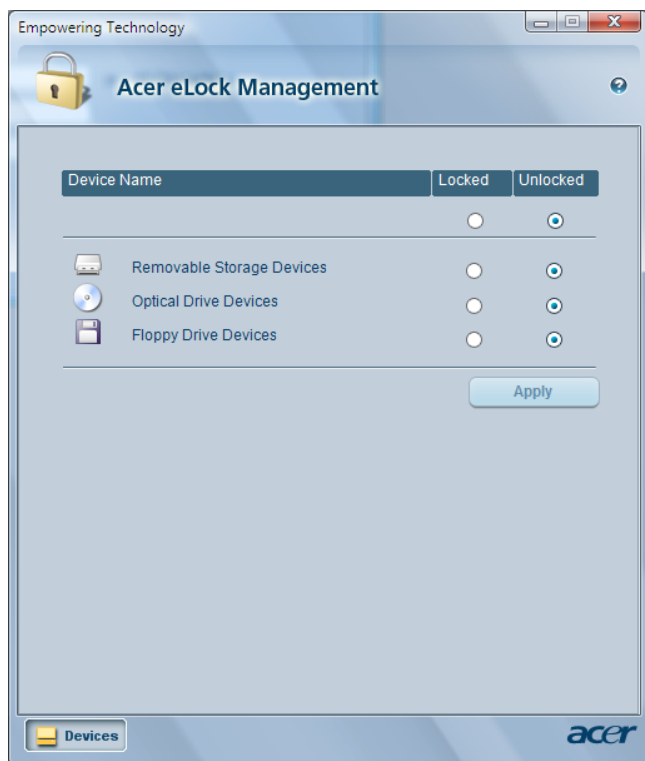 Empowering Technology
Acer eLock Management
Device Name Locked Unlocked
Removable Storage Devices
Optical Drive Devices
Floppy Drive Devices
Apply
Devices
acer